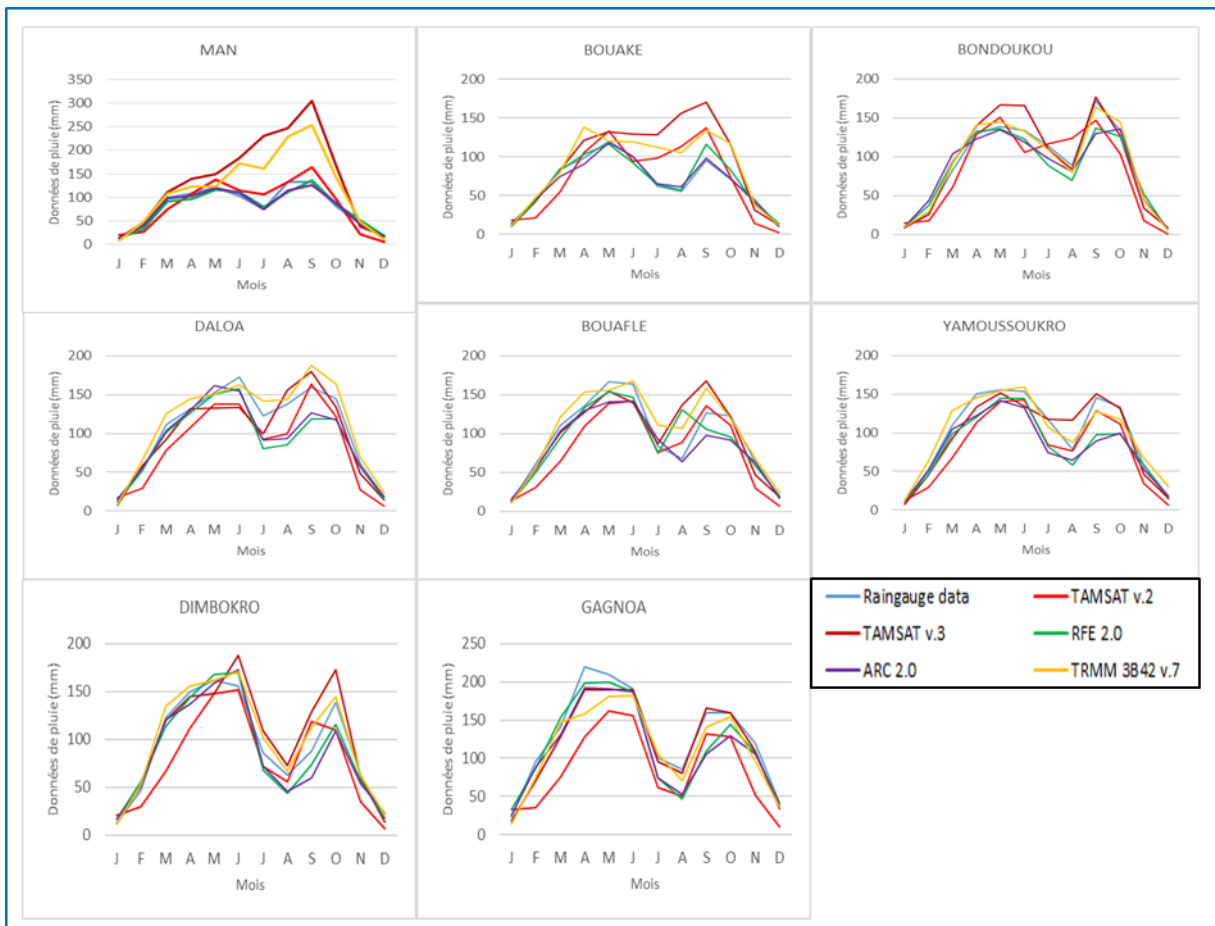 MAN
Données de pluie (mm)
350
300
250
200
150
100
50
0
J F M A M J J A S O N D
Mois
BOUAKE
Données de pluie (mm)
200
150
100
50
0
J F M A M J J A S O N D
Mois
BONDOUKOU
Données de pluie (mm)
200
150
100
50
0
J F M A M J J A S O N D
Mois
DALOA
Données de pluie (mm)
200
150
100
50
0
J F M A M J J A S O N D
Mois
BOUAFLE
Données de pluie (mm)
200
150
100
50
0
J F M A M J J A S O N D
Mois
YAMOUSSOUKRO
Données de pluie (mm)
200
150
100
50
0
J F M A M J J A S O N D
Mois
DIMBOKRO
Données de pluie (mm)
200
150
100
50
0
J F M A M J J A S O N D
Mois
GAGNOA
Données de pluie (mm)
250
200
150
100
50
0
J F M A M J J A S O N D
Mois
Raingauge data
TAMSAT v.2
TAMSAT v.3
RFE 2.0
ARC 2.0
TRMM 3B42 v.7